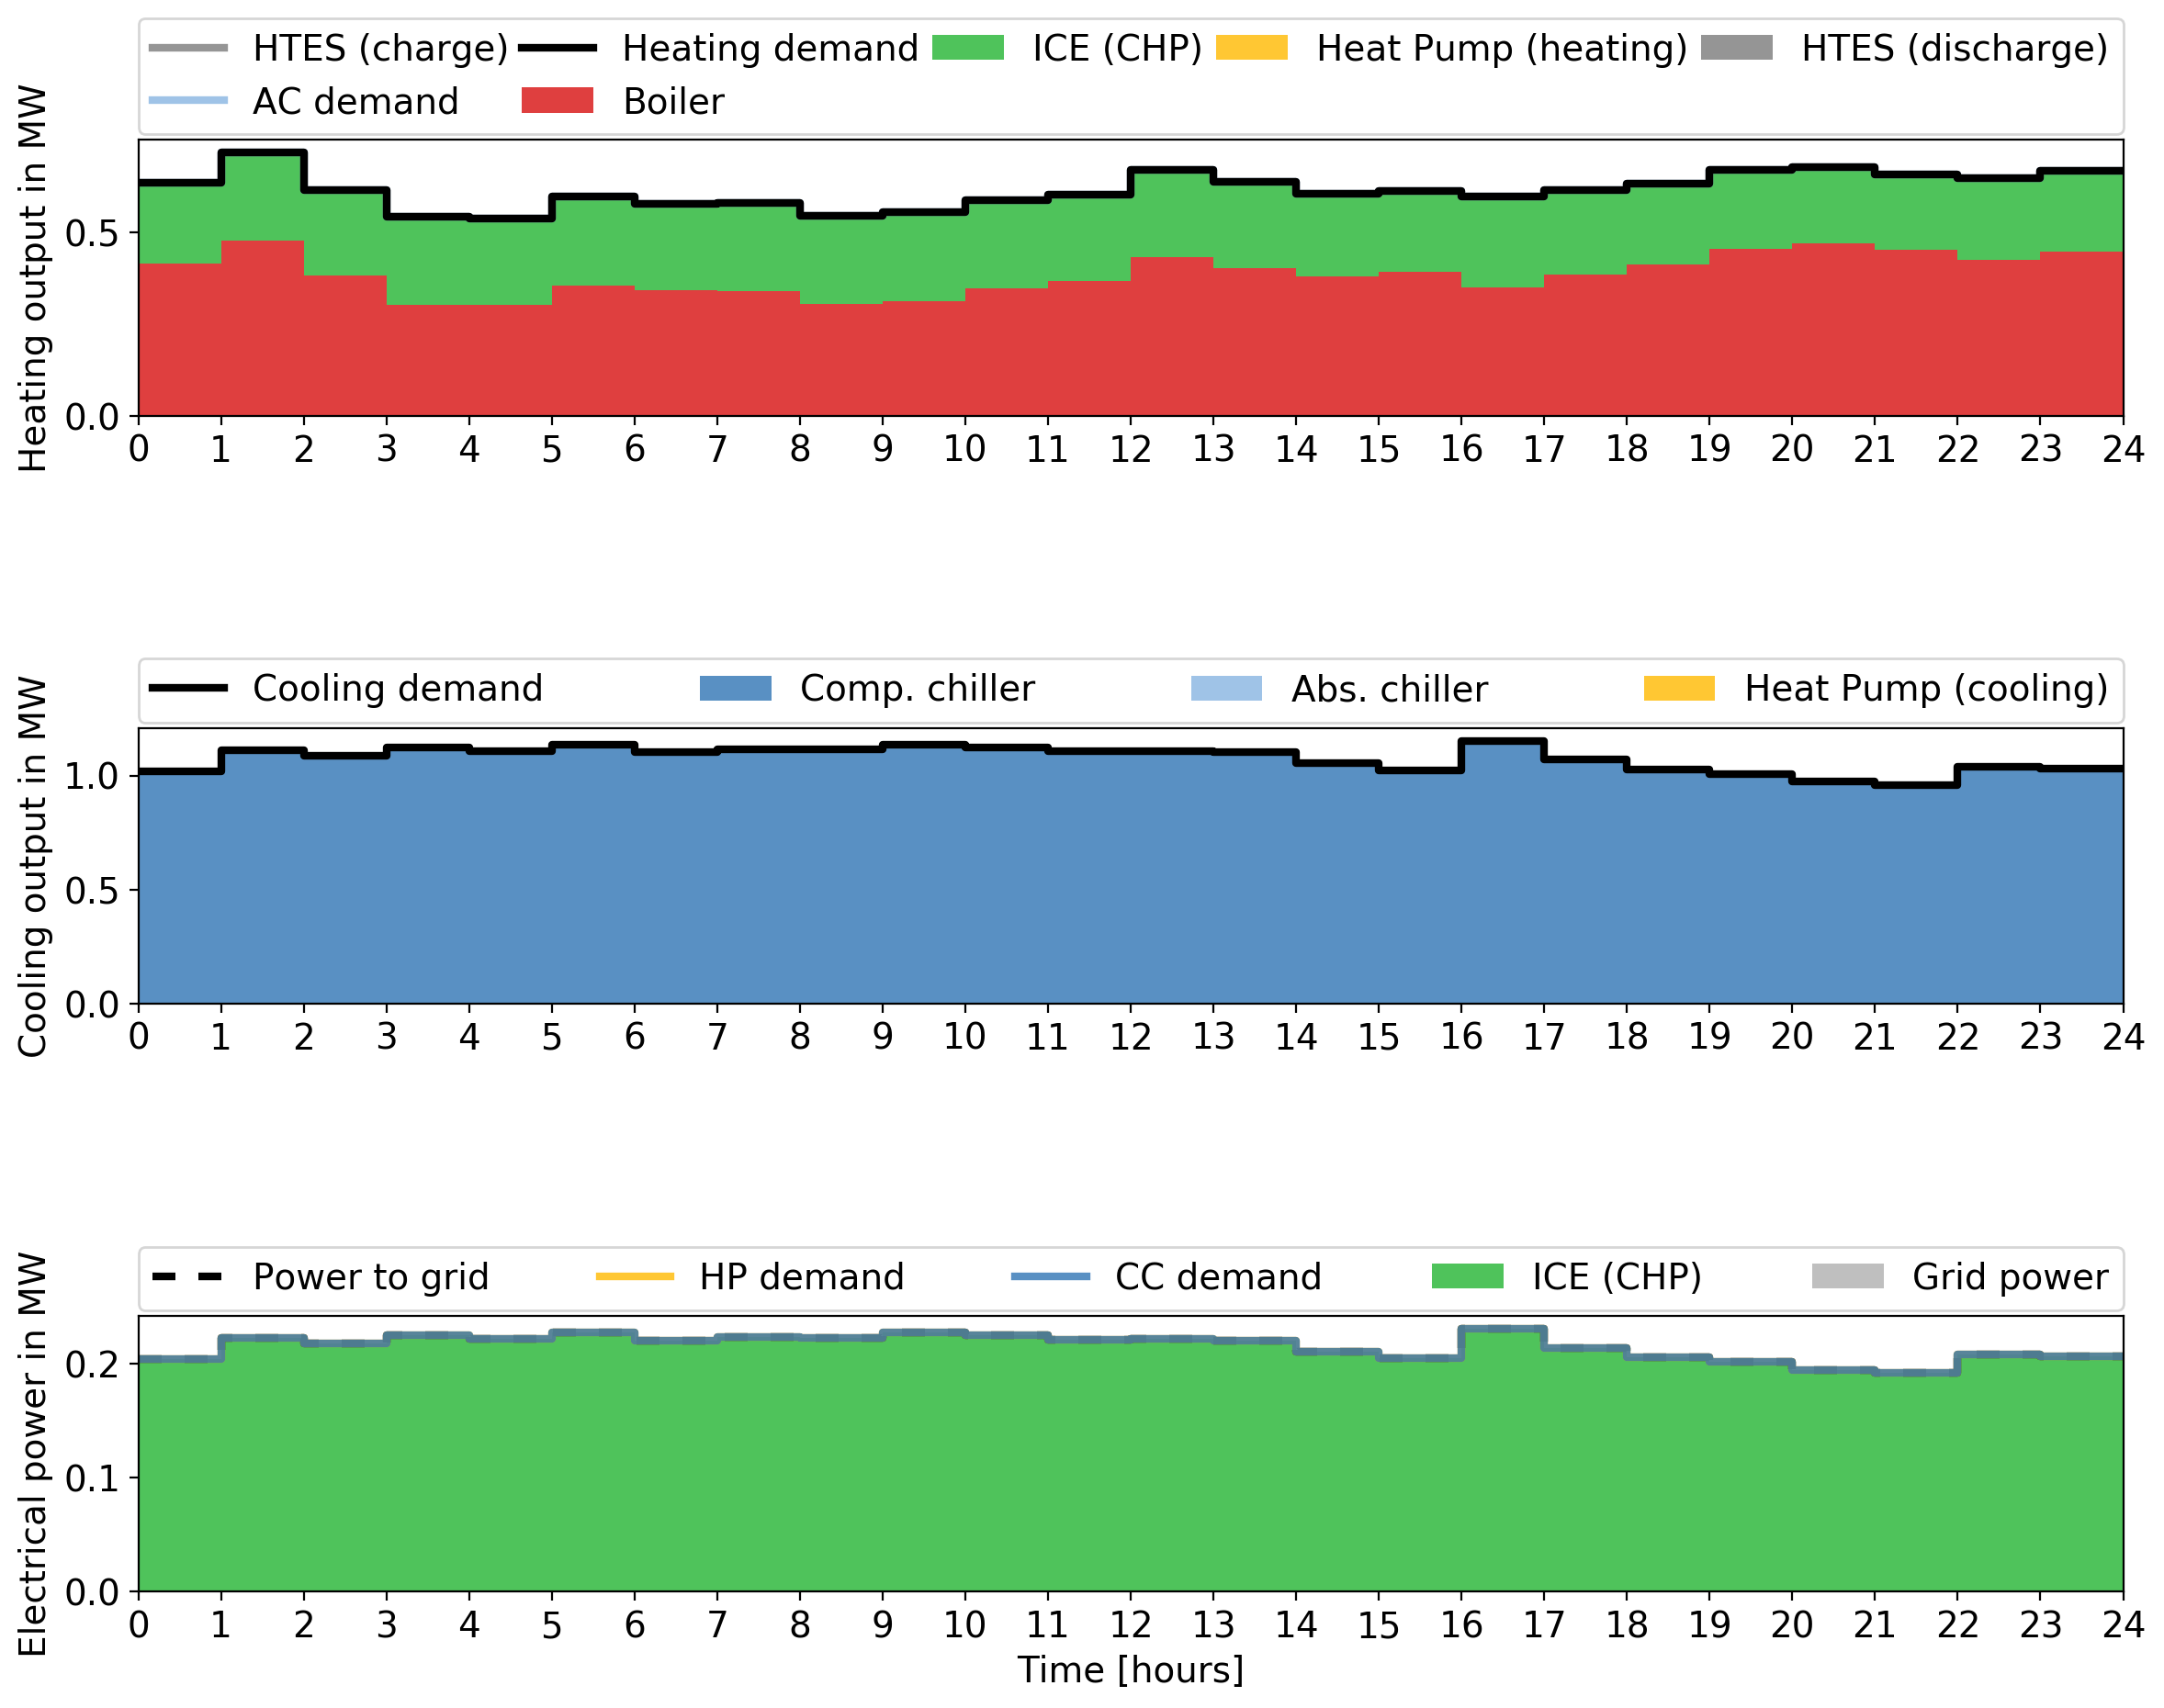 HTES (charge) Heating demand ICE (CHP) Heat Pump (heating) HTES (discharge)
AC demand Boiler
Heating output in MW
0.5
0.0
0 1 2 3 4 5 6 7 8 9 10 11 12 13 14 15 16 17 18 19 20 21 22 23 24
Cooling demand Comp. chiller Abs. chiller Heat Pump (cooling)
Cooling output in MW
1.0
0.5
0.0
0 1 2 3 4 5 6 7 8 9 10 11 12 13 14 15 16 17 18 19 20 21 22 23 24
Power to grid HP demand CC demand ICE (CHP) Grid power
Electrical power in MW
0.2
0.1
0.0
0 1 2 3 4 5 6 7 8 9 10 11 12 13 14 15 16 17 18 19 20 21 22 23 24
Time [hours]